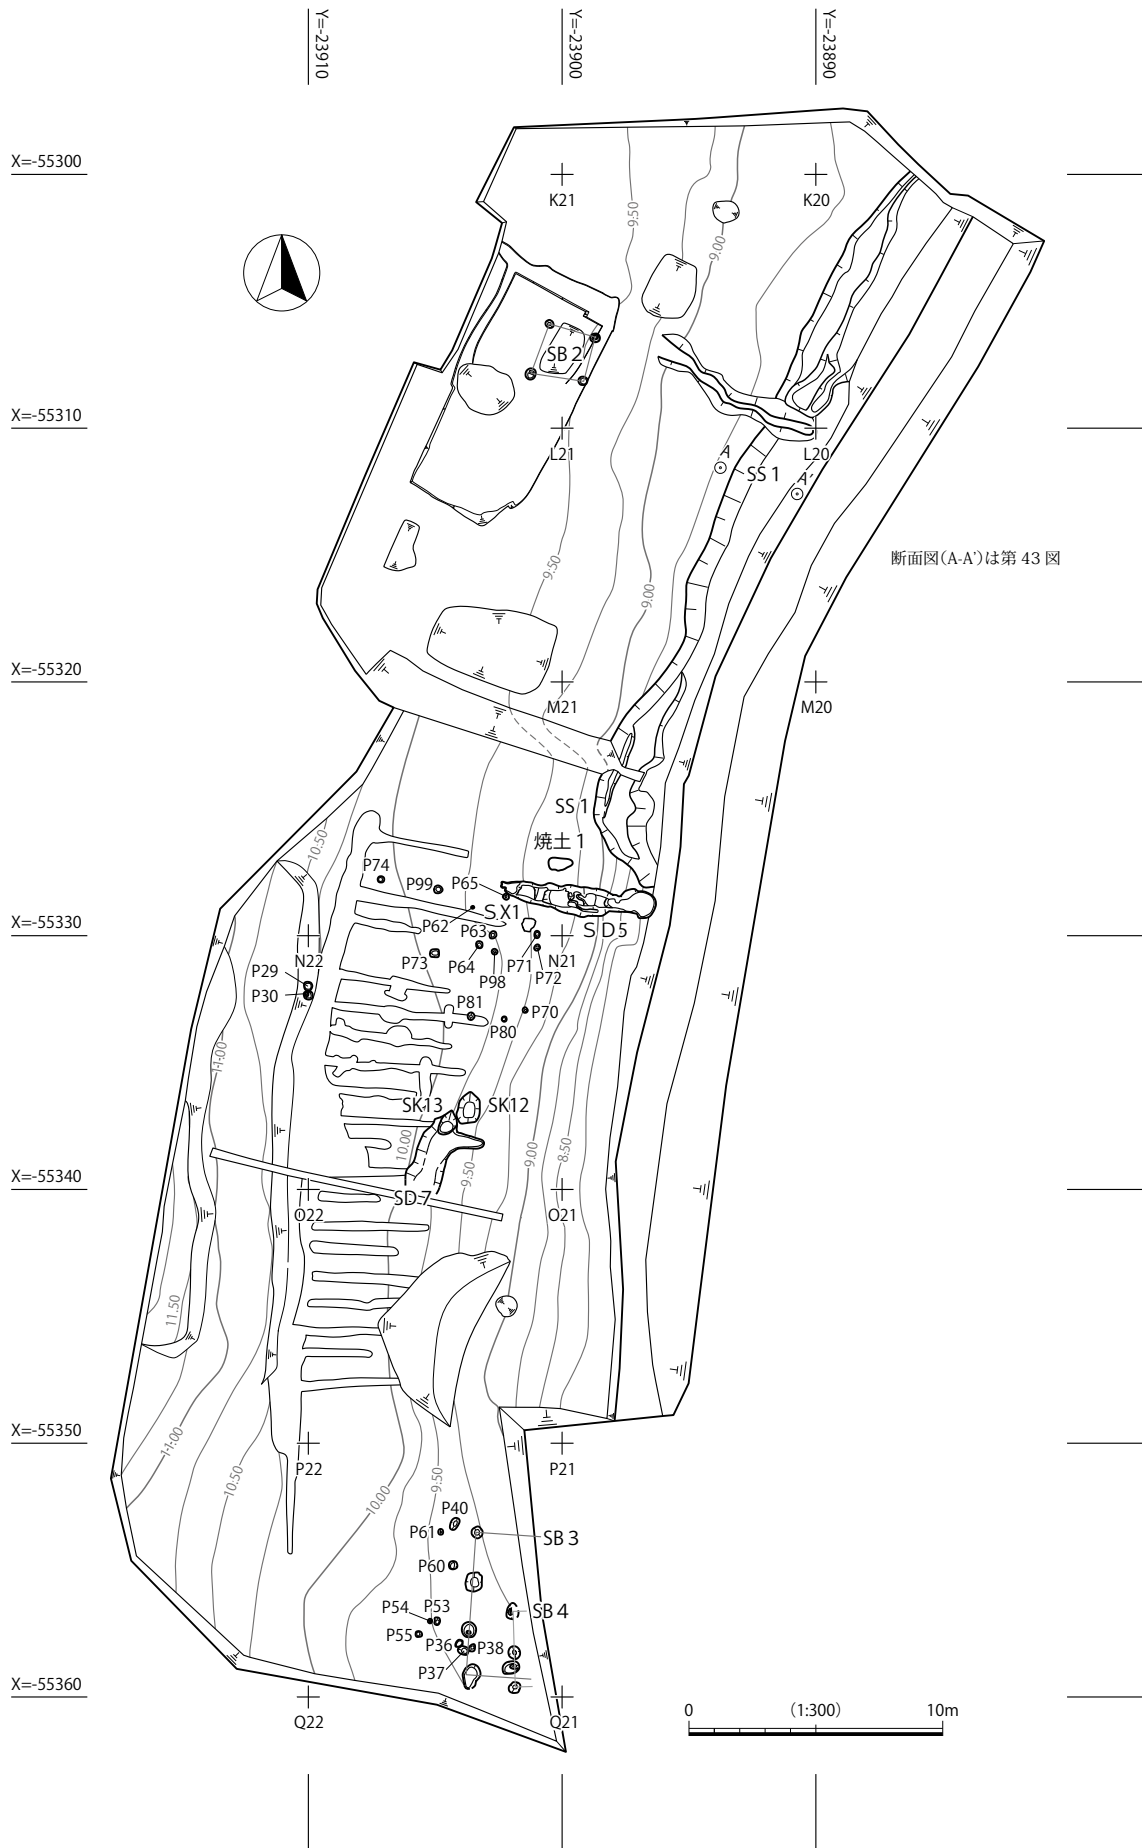 Y=-23910
Y=-23900
Y=-23890
X=-55300
K21
K20
9.50
9.00
SB 2
X=-55310
L21
L20
A
SS 1
A'
断面図(A-A’)は第 43 図
9.50
9.00
X=-55320
M21
M20
SS 1
10.50
焼土 1
P74
P99
P65
P62
S X1
P63
S D 5
X=-55330
N22
N21
P73
P64
P71
P98
P72
P29
P30
P81
P80
P70
11.00
SK13
SK12
10.00
9.00
8.50
9.50
X=-55340
SD 7
O22
O21
11.50
X=-55350
11.00
P22
P21
9.50
10.50
10.00
P40
P61
SB 3
P60
P54
P53
SB 4
P55
P36
P38
P37
X=-55360
Q22
Q21
0 (1:300) 10m